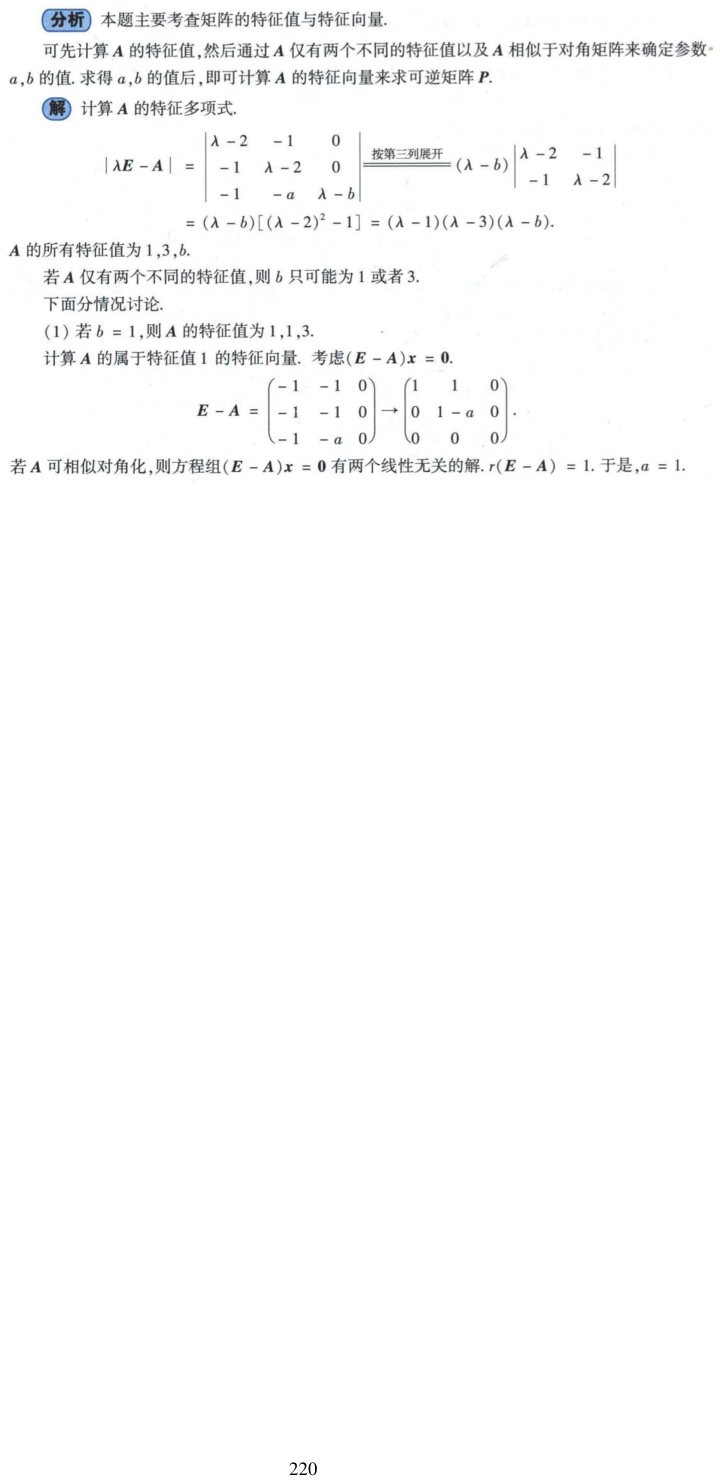 分析 本题主要考查矩阵的特征值与特征向量.
可先计算 A 的特征值,然后通过 A 仅有两个不同的特征值以及 A 相似于对角矩阵来确定参数
a,b 的值. 求得 a,b 的值后,即可计算 A 的特征向量来求可逆矩阵 P.
解 计算 A 的特征多项式.
|λE − A| = |λ − 2 −1 0; −1 λ − 2 0; −1 −a λ − b| 按第三列展开 (λ − b) |λ − 2 −1; −1 λ − 2|
= (λ − b)[(λ − 2)² − 1] = (λ − 1)(λ − 3)(λ − b).
A 的所有特征值为 1,3,b.
若 A 仅有两个不同的特征值,则 b 只可能为 1 或者 3.
下面分情况讨论.
(1) 若 b = 1,则 A 的特征值为 1,1,3.
计算 A 的属于特征值 1 的特征向量. 考虑(E − A)x = 0.
E − A = (−1 −1 0; −1 −1 0; −1 −a 0) → (1 1 0; 0 1 − a 0; 0 0 0).
若 A 可相似对角化,则方程组(E − A)x = 0 有两个线性无关的解. r(E − A) = 1. 于是,a = 1.
220